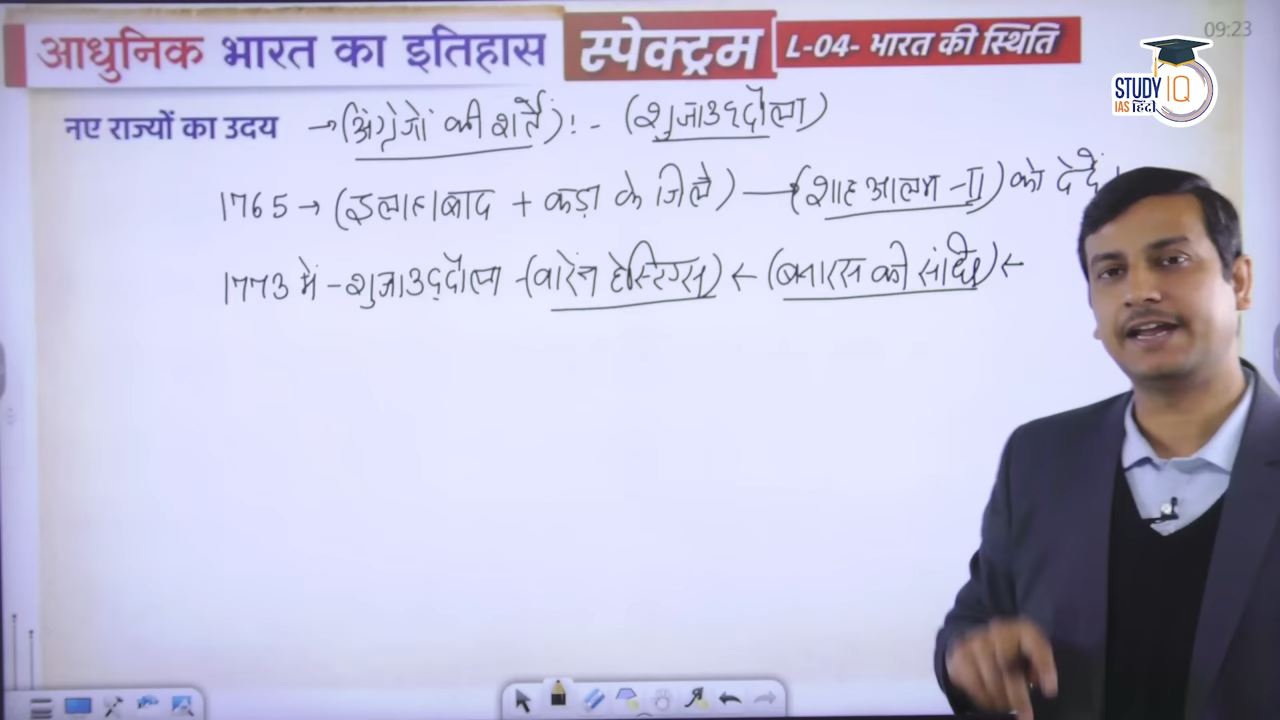 आधुनिक भारत का इतिहास स्पेक्ट्रम L-04- भारत की स्थिति
09:23
STUDY IQ
IAS हिंदी
नए राज्यों का उदय → (अंग्रेजों की शर्तें) : - (शुजाउद्दौला)
1765 → (इलाहाबाद + कड़ा के जिले) → (शाह आलम - II) को दे दें
1773 में - शुजाउद्दौला - (वारेन हेस्टिंग्स) ← (बनारस की संधि) ←